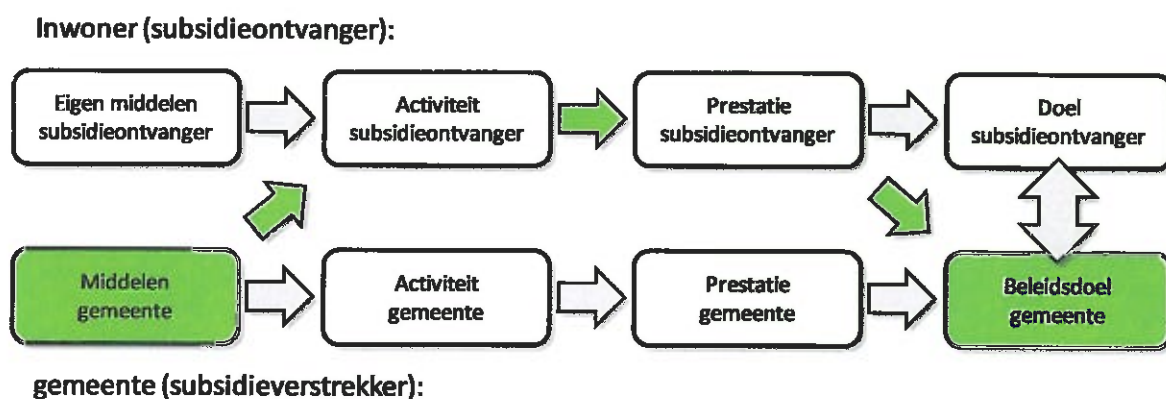 Inwoner (subsidieontvanger):
Eigen middelen
subsidieontvanger
Activiteit
subsidieontvanger
Prestatie
subsidieontvanger
Doel
subsidieontvanger
Middelen
gemeente
Activiteit
gemeente
Prestatie
gemeente
Beleidsdoel
gemeente
gemeente (subsidieverstrekker):